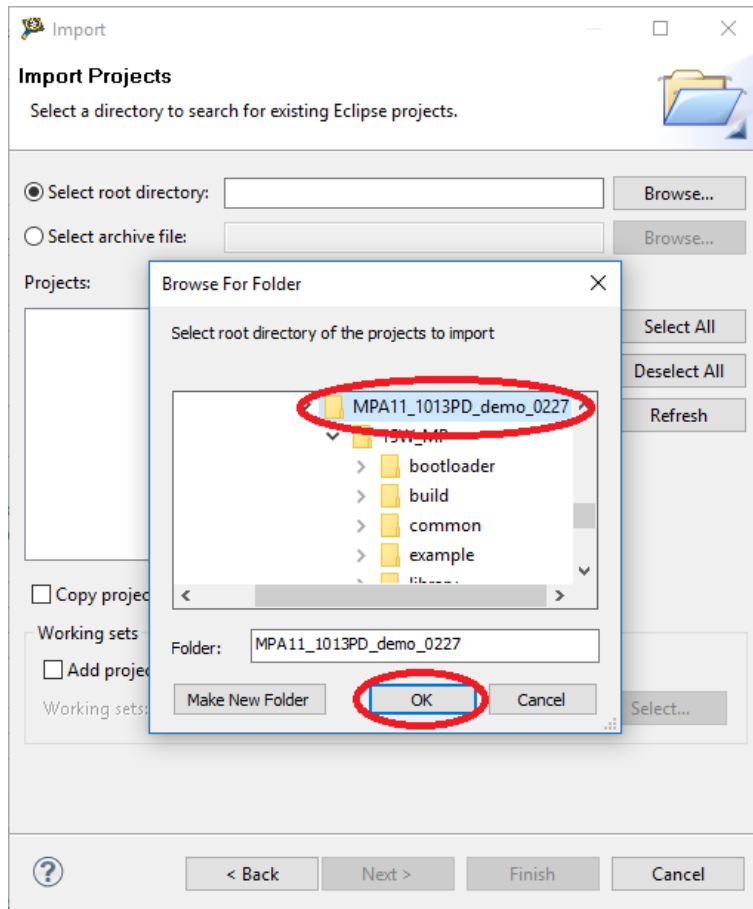 Import
Import Projects
Select a directory to search for existing Eclipse projects.
Select root directory:
Browse...
Select archive file:
Browse...
Projects:
Browse For Folder
Select root directory of the projects to import
Select All
Deselect All
Refresh
MPA11_1013PD_demo_0227
15W_MP
bootloader
build
common
example
library
Copy projec
Working sets
Folder:
MPA11_1013PD_demo_0227
Add projec
Make New Folder
OK
Cancel
Working sets:
Select...
?
< Back
Next >
Finish
Cancel